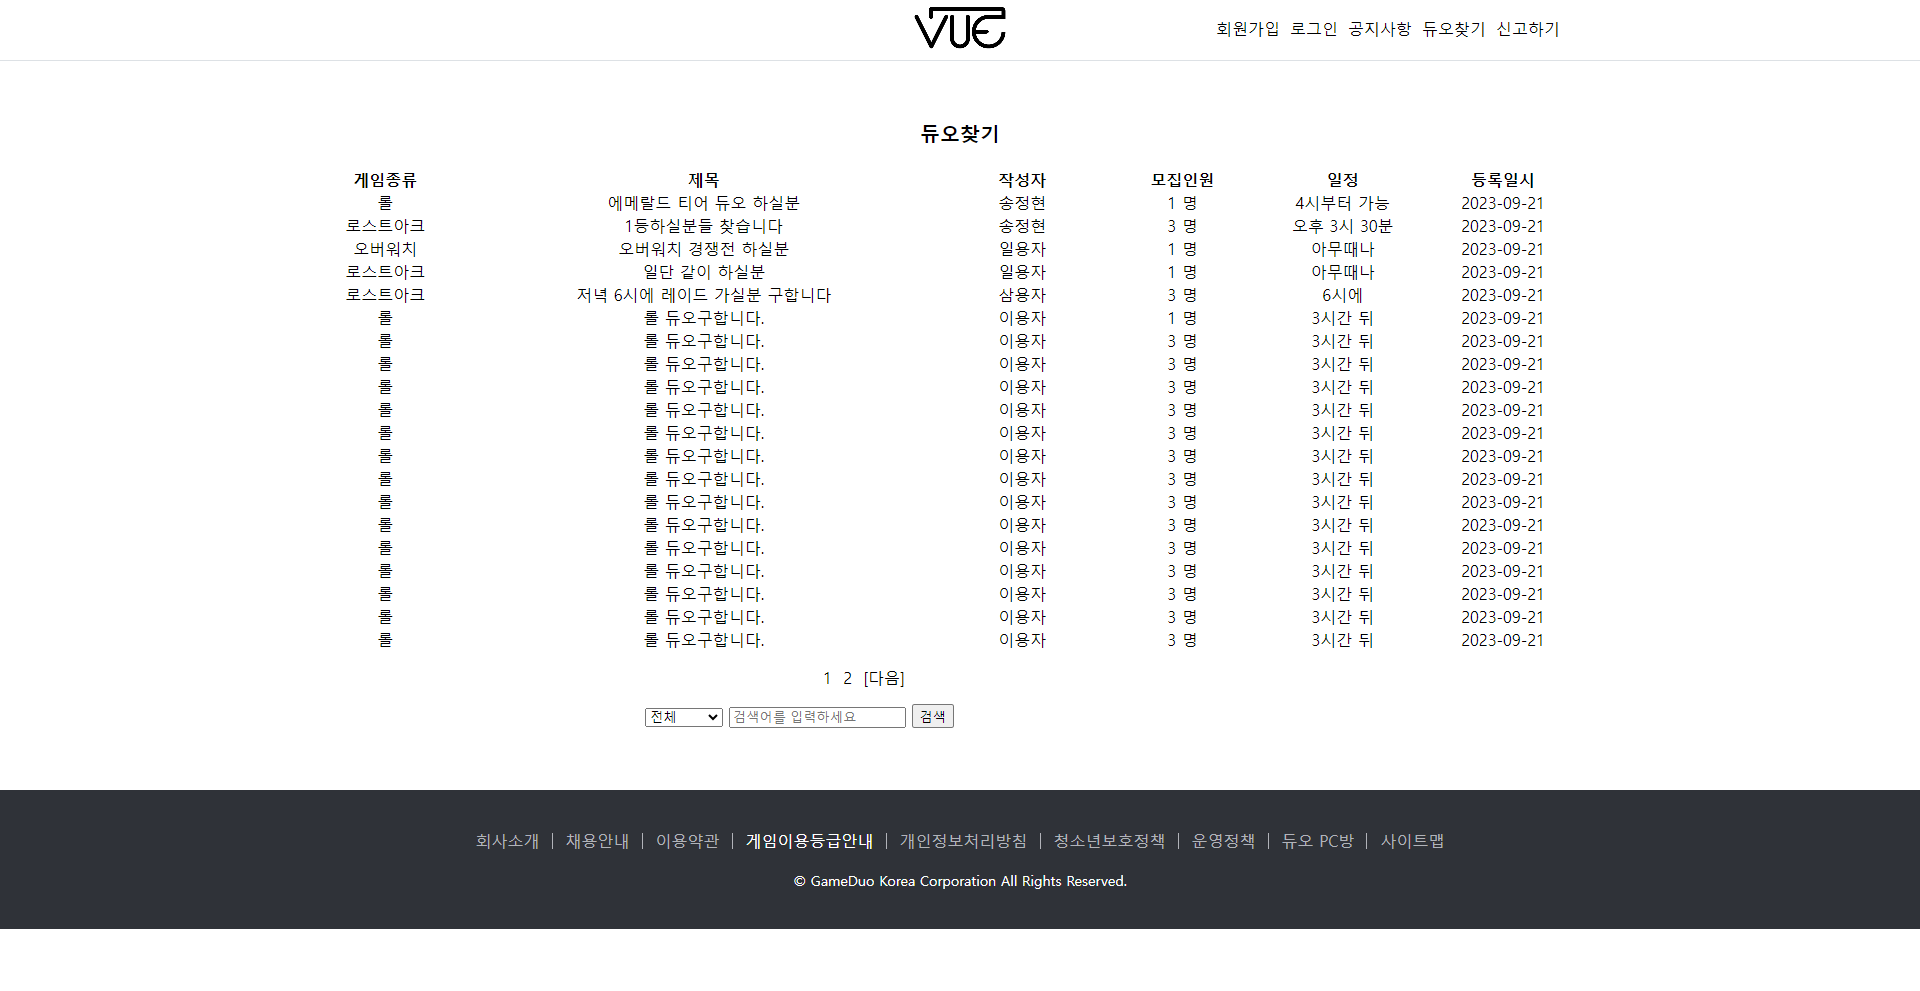 VUE
회원가입 로그인 공지사항 듀오찾기 신고하기
듀오찾기
게임종류 제목 작성자 모집인원 일정 등록일시
롤 에메랄드 티어 듀오 하실분 송정현 1 명 4시부터 가능 2023-09-21
로스트아크 1등하실분들 찾습니다 송정현 3 명 오후 3시 30분 2023-09-21
오버워치 오버워치 경쟁전 하실분 일용자 1 명 아무때나 2023-09-21
로스트아크 일단 같이 하실분 일용자 1 명 아무때나 2023-09-21
로스트아크 저녁 6시에 레이드 가실분 구합니다 삼용자 3 명 6시에 2023-09-21
롤 롤 듀오구합니다. 이용자 1 명 3시간 뒤 2023-09-21
롤 롤 듀오구합니다. 이용자 3 명 3시간 뒤 2023-09-21
롤 롤 듀오구합니다. 이용자 3 명 3시간 뒤 2023-09-21
롤 롤 듀오구합니다. 이용자 3 명 3시간 뒤 2023-09-21
롤 롤 듀오구합니다. 이용자 3 명 3시간 뒤 2023-09-21
롤 롤 듀오구합니다. 이용자 3 명 3시간 뒤 2023-09-21
롤 롤 듀오구합니다. 이용자 3 명 3시간 뒤 2023-09-21
롤 롤 듀오구합니다. 이용자 3 명 3시간 뒤 2023-09-21
롤 롤 듀오구합니다. 이용자 3 명 3시간 뒤 2023-09-21
롤 롤 듀오구합니다. 이용자 3 명 3시간 뒤 2023-09-21
롤 롤 듀오구합니다. 이용자 3 명 3시간 뒤 2023-09-21
롤 롤 듀오구합니다. 이용자 3 명 3시간 뒤 2023-09-21
롤 롤 듀오구합니다. 이용자 3 명 3시간 뒤 2023-09-21
롤 롤 듀오구합니다. 이용자 3 명 3시간 뒤 2023-09-21
롤 롤 듀오구합니다. 이용자 3 명 3시간 뒤 2023-09-21
1 2 [다음]
전체 검색어를 입력하세요 검색
회사소개 | 채용안내 | 이용약관 | 게임이용등급안내 | 개인정보처리방침 | 청소년보호정책 | 운영정책 | 듀오 PC방 | 사이트맵
© GameDuo Korea Corporation All Rights Reserved.